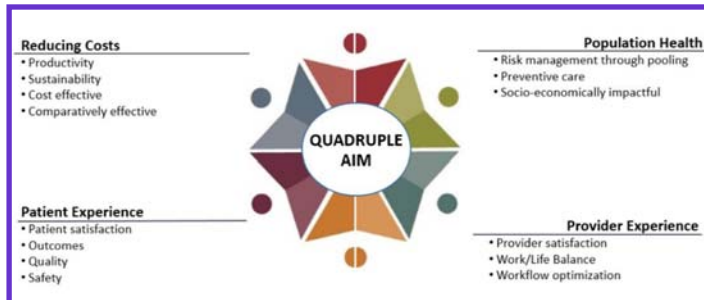 Reducing Costs
• Productivity
• Sustainability
• Cost effective
• Comparatively effective
Population Health
• Risk management through pooling
• Preventive care
• Socio-economically impactful
QUADRUPLE
AIM
Patient Experience
• Patient satisfaction
• Outcomes
• Quality
• Safety
Provider Experience
• Provider satisfaction
• Work/Life Balance
• Workflow optimization